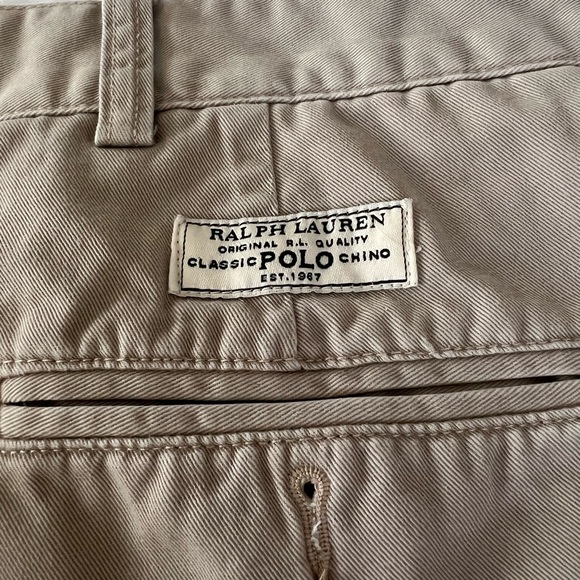 RALPH LAUREN
ORIGINAL R.L. QUALITY
CLASSIC POLO CHINO
EST. 1967